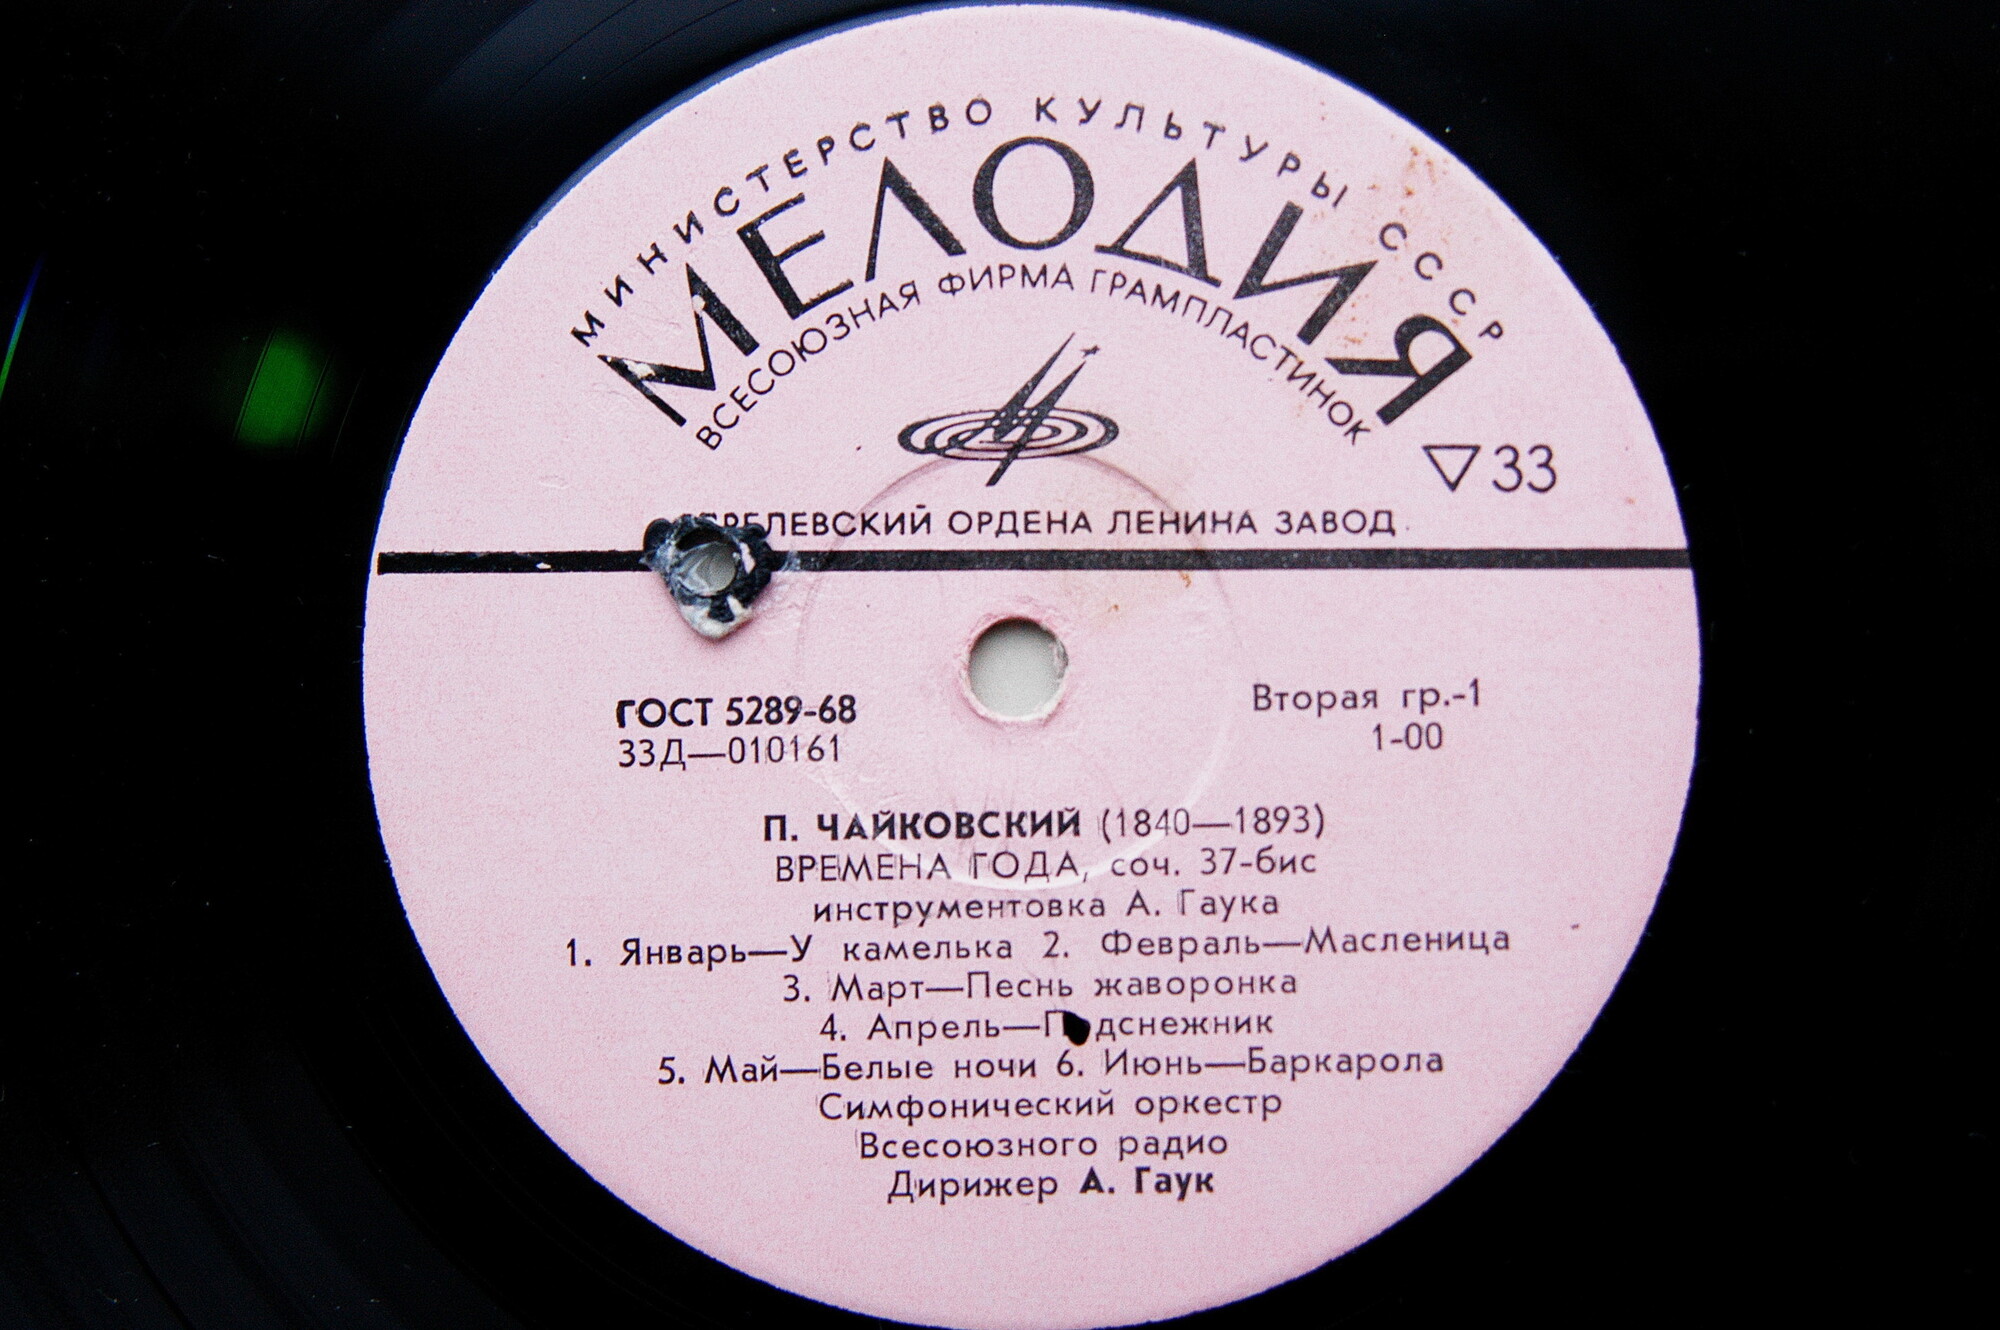 МИНИСТЕРСТВО КУЛЬТУРЫ СССР
МЕЛОДИЯ
ВСЕСОЮЗНАЯ ФИРМА ГРАМПЛАСТИНОК
▽33
ОРДЕНА ЛЕНИНА ЗАВОД
ГОСТ 5289-68
33Д—010161
Вторая гр.-1
1-00
П. ЧАЙКОВСКИЙ (1840—1893)
ВРЕМЕНА ГОДА, соч. 37-бис
инструментовка А. Гаука
1. Январь—У камелька 2. Февраль—Масленица
3. Март—Песнь жаворонка
4. Апрель—Подснежник
5. Май—Белые ночи 6. Июнь—Баркарола
Симфонический оркестр
Всесоюзного радио
Дирижер А. Гаук